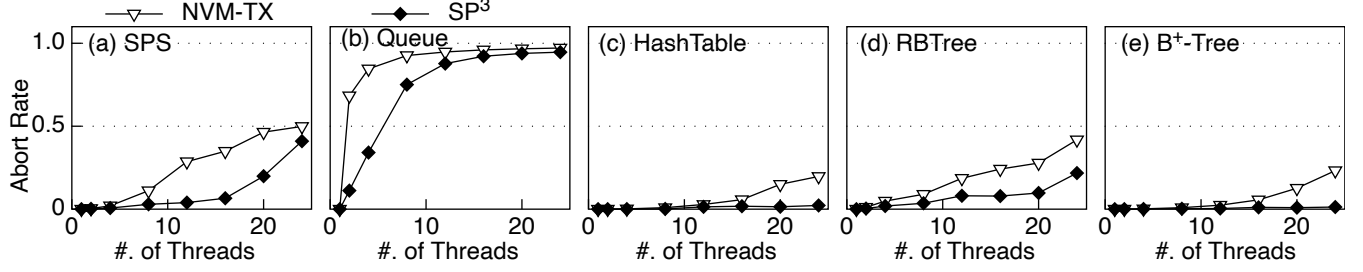 NVM-TX SP³
(a) SPS (b) Queue (c) HashTable (d) RBTree (e) B⁺-Tree
1.0
0.5
0
Abort Rate
0 10 20 0 10 20 0 10 20 0 10 20 0 10 20
#. of Threads #. of Threads #. of Threads #. of Threads #. of Threads